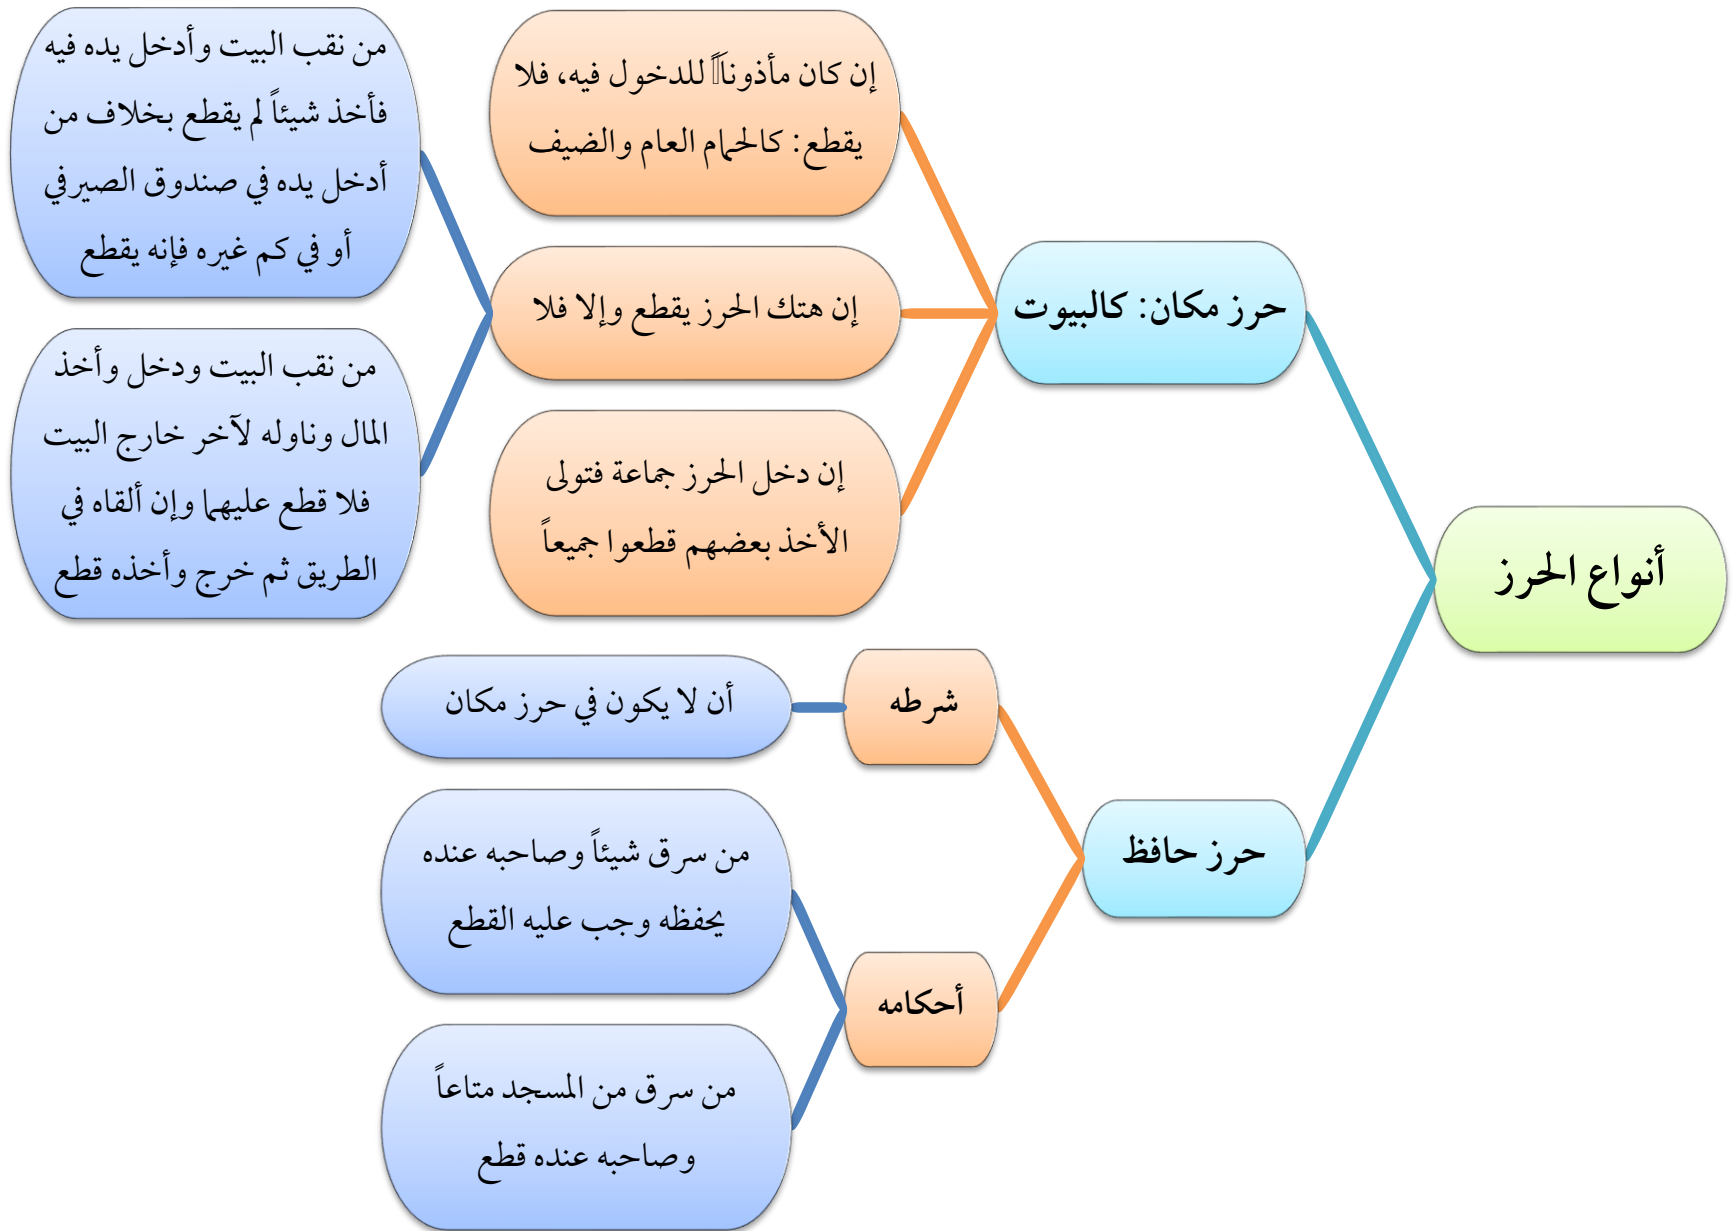 أنواع الحرز
حرز مكان: كالبيوت
إن كان مأذوناً للدخول فيه، فلا
يقطع: كالحمام العام والضيف
إن هتك الحرز يقطع وإلا فلا
من نقب البيت وأدخل يده فيه
فأخذ شيئاً لم يقطع بخلاف من
أدخل يده في صندوق الصيرفي
أو في كم غيره فإنه يقطع
من نقب البيت ودخل وأخذ
المال وناوله لآخر خارج البيت
فلا قطع عليهما وإن ألقاه في
الطريق ثم خرج وأخذه قطع
إن دخل الحرز جماعة فتولى
الأخذ بعضهم قطعوا جميعاً
حرز حافظ
شرطه
أن لا يكون في حرز مكان
أحكامه
من سرق شيئاً وصاحبه عنده
يحفظه وجب عليه القطع
من سرق من المسجد متاعاً
وصاحبه عنده قطع